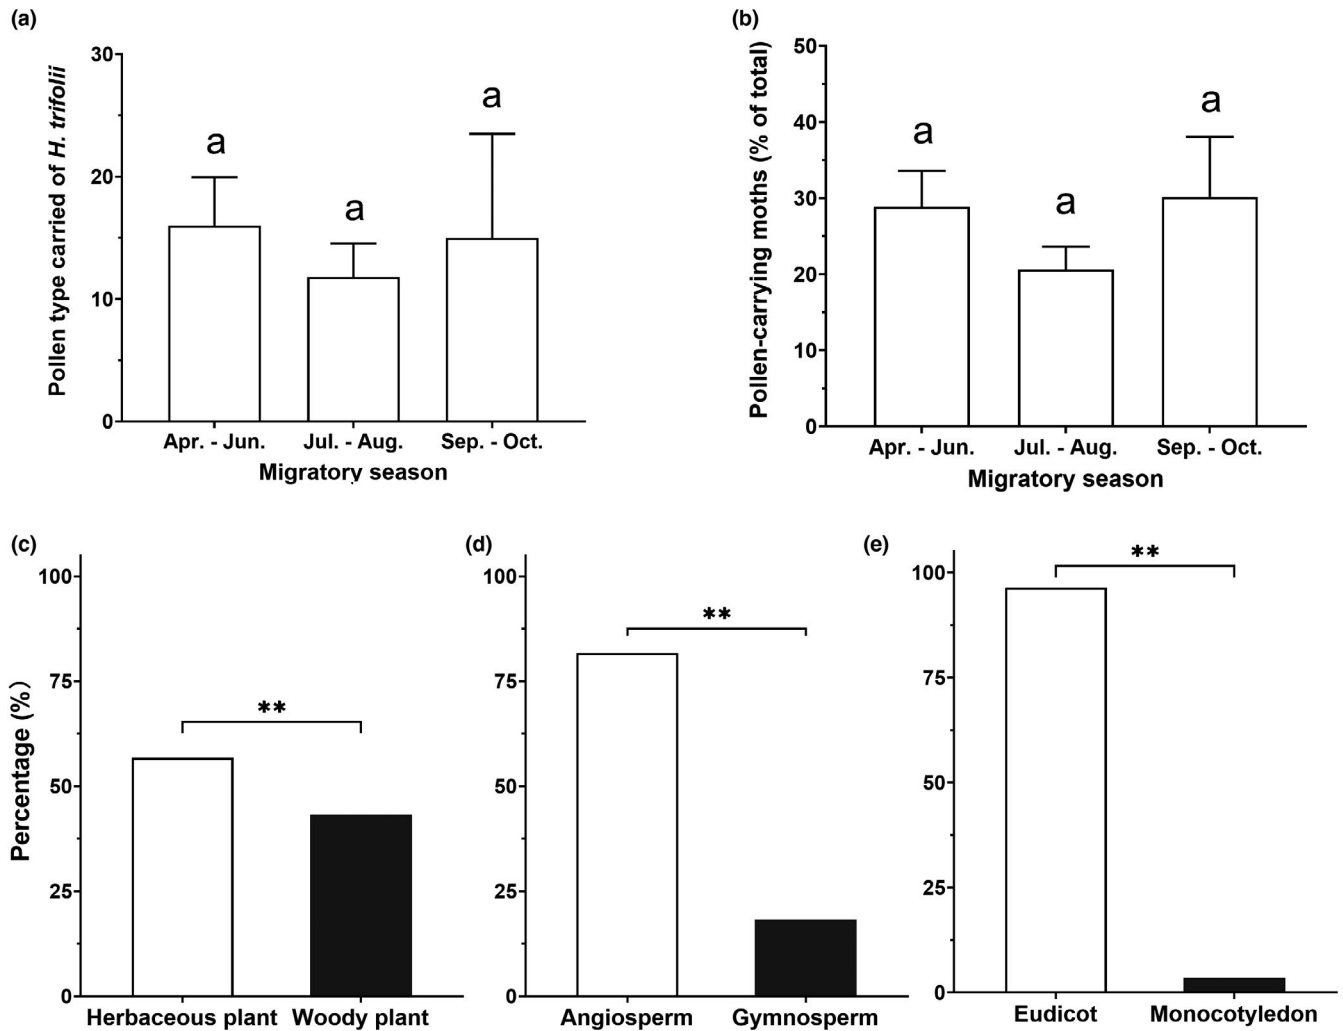 (a)
Pollen type carried of H. trifolii
30
20
10
0
a
a
a
Apr. - Jun.
Jul. - Aug.
Sep. - Oct.
Migratory season
(b)
Pollen-carrying moths (% of total)
50
40
30
20
10
0
a
a
a
Apr. - Jun.
Jul. - Aug.
Sep. - Oct.
Migratory season
(c)
Percentage (%)
100
75
50
25
0
**
Herbaceous plant
Woody plant
(d)
100
75
50
25
0
**
Angiosperm
Gymnosperm
(e)
100
75
50
25
0
**
Eudicot
Monocotyledon